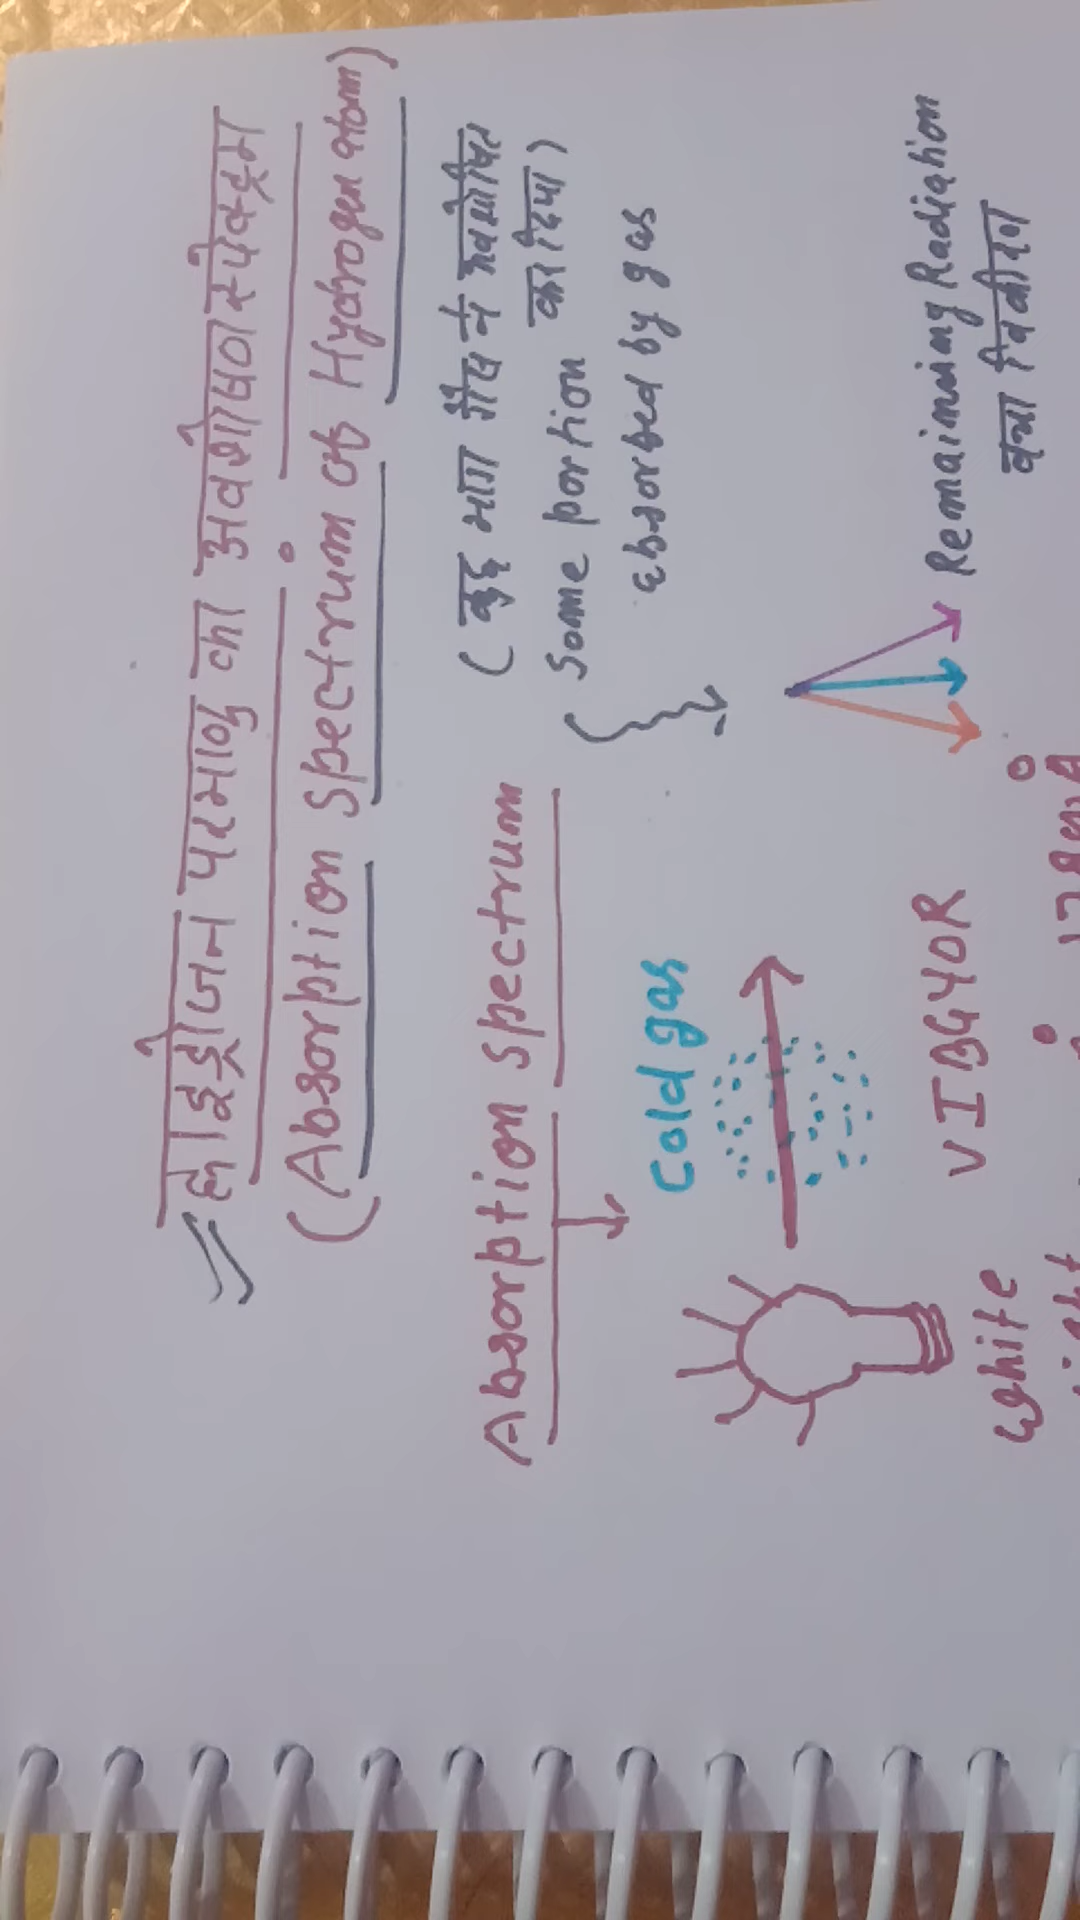 हाइड्रोजन परमाणु का अवशोषण स्पेक्ट्रम
(Absorption spectrum of Hydrogen atom)
Absorption spectrum
(कुछ भाग गैस ने अवशोषित
कर दिया)
Some portion
absorbed by gas
Cold gas
VIBGYOR
Remaining Radiation
बचा विकीरण
White